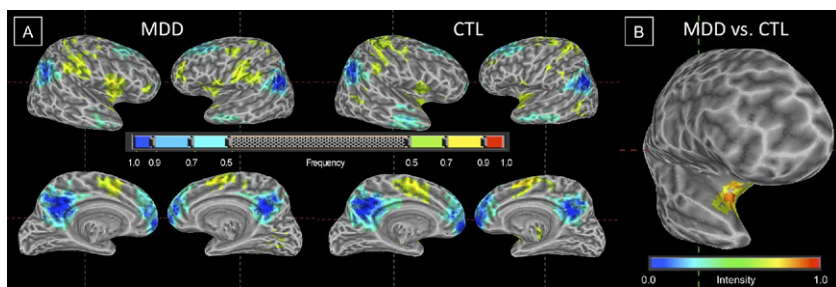 A
MDD
CTL
B
MDD vs. CTL
1.0 0.9 0.7 0.5 Frequency 0.5 0.7 0.9 1.0
0.0 Intensity 1.0